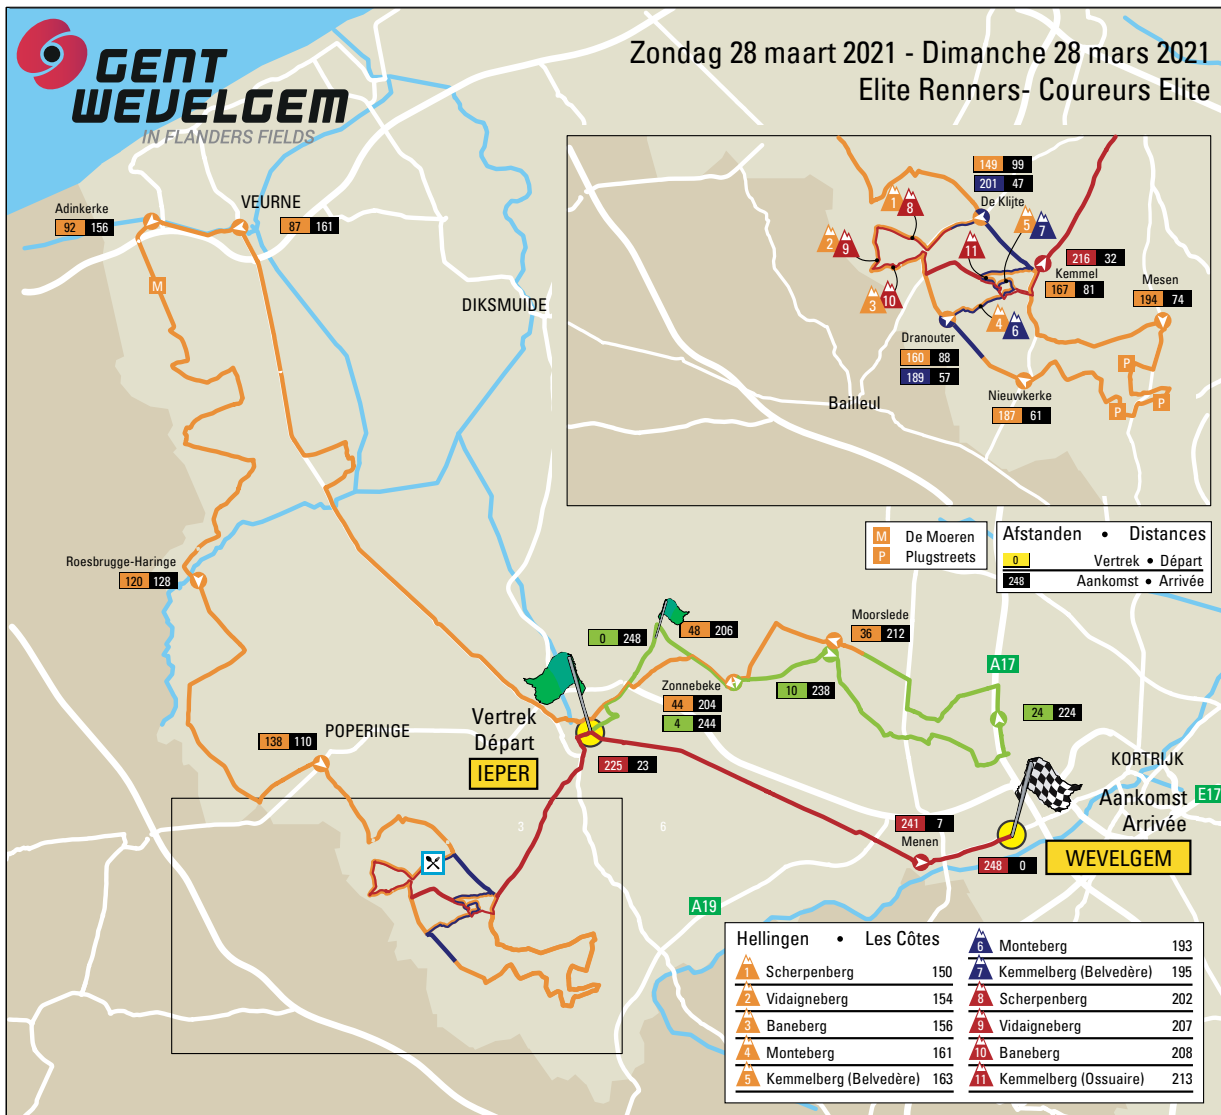 GENT
WEVELGEM
IN FLANDERS FIELDS
Zondag 28 maart 2021 - Dimanche 28 mars 2021
Elite Renners- Coureurs Elite
Adinkerke
92 156
VEURNE
87 161
M
DIKSMUIDE
149 99
201 47
De Klijte
1
8
5
7
2
9
11
216 32
Kemmel
167 81
Mesen
194 74
3
10
4
6
Dranouter
160 88
189 57
P
P
P
Nieuwkerke
187 61
Bailleul
M De Moeren
P Plugstreets
Afstanden • Distances
0 Vertrek • Départ
248 Aankomst • Arrivée
Roesbrugge-Haringe
120 128
0 248
48 206
Moorslede
36 212
A17
Zonnebeke
44 204
4 244
10 238
24 224
Vertrek
Départ
IEPER
POPERINGE
138 110
225 23
KORTRIJK
E17
Aankomst
Arrivée
WEVELGEM
241 7
Menen
248 0
3
6
A19
Hellingen • Les Côtes
1 Scherpenberg 150
2 Vidaigneberg 154
3 Baneberg 156
4 Monteberg 161
5 Kemmelberg (Belvedère) 163
6 Monteberg 193
7 Kemmelberg (Belvedère) 195
8 Scherpenberg 202
9 Vidaigneberg 207
10 Baneberg 208
11 Kemmelberg (Ossuaire) 213